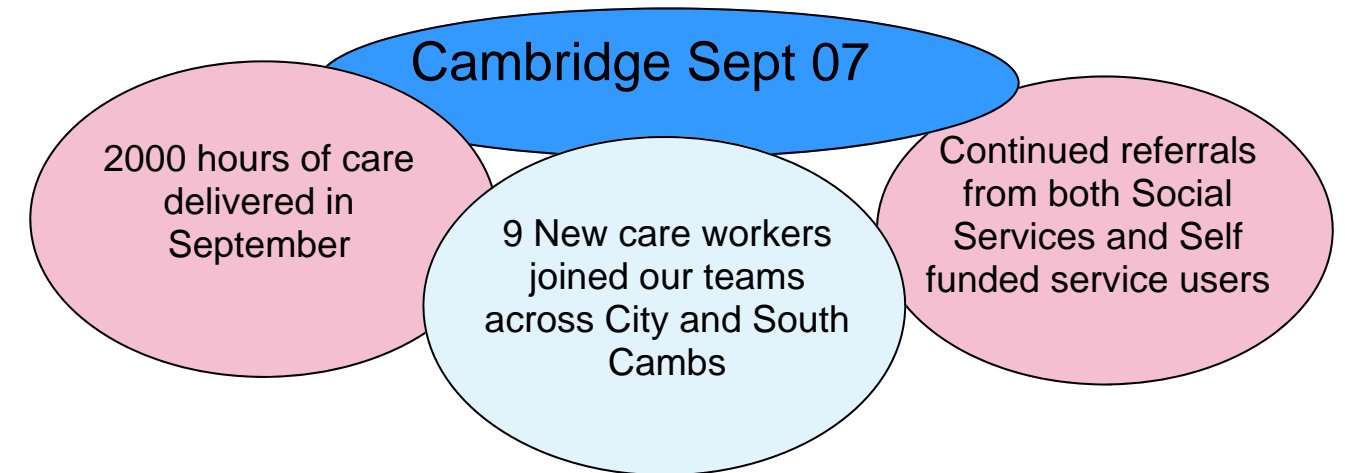 Cambridge Sept 07
2000 hours of care
delivered in
September
9 New care workers
joined our teams
across City and South
Cambs
Continued referrals
from both Social
Services and Self
funded service users